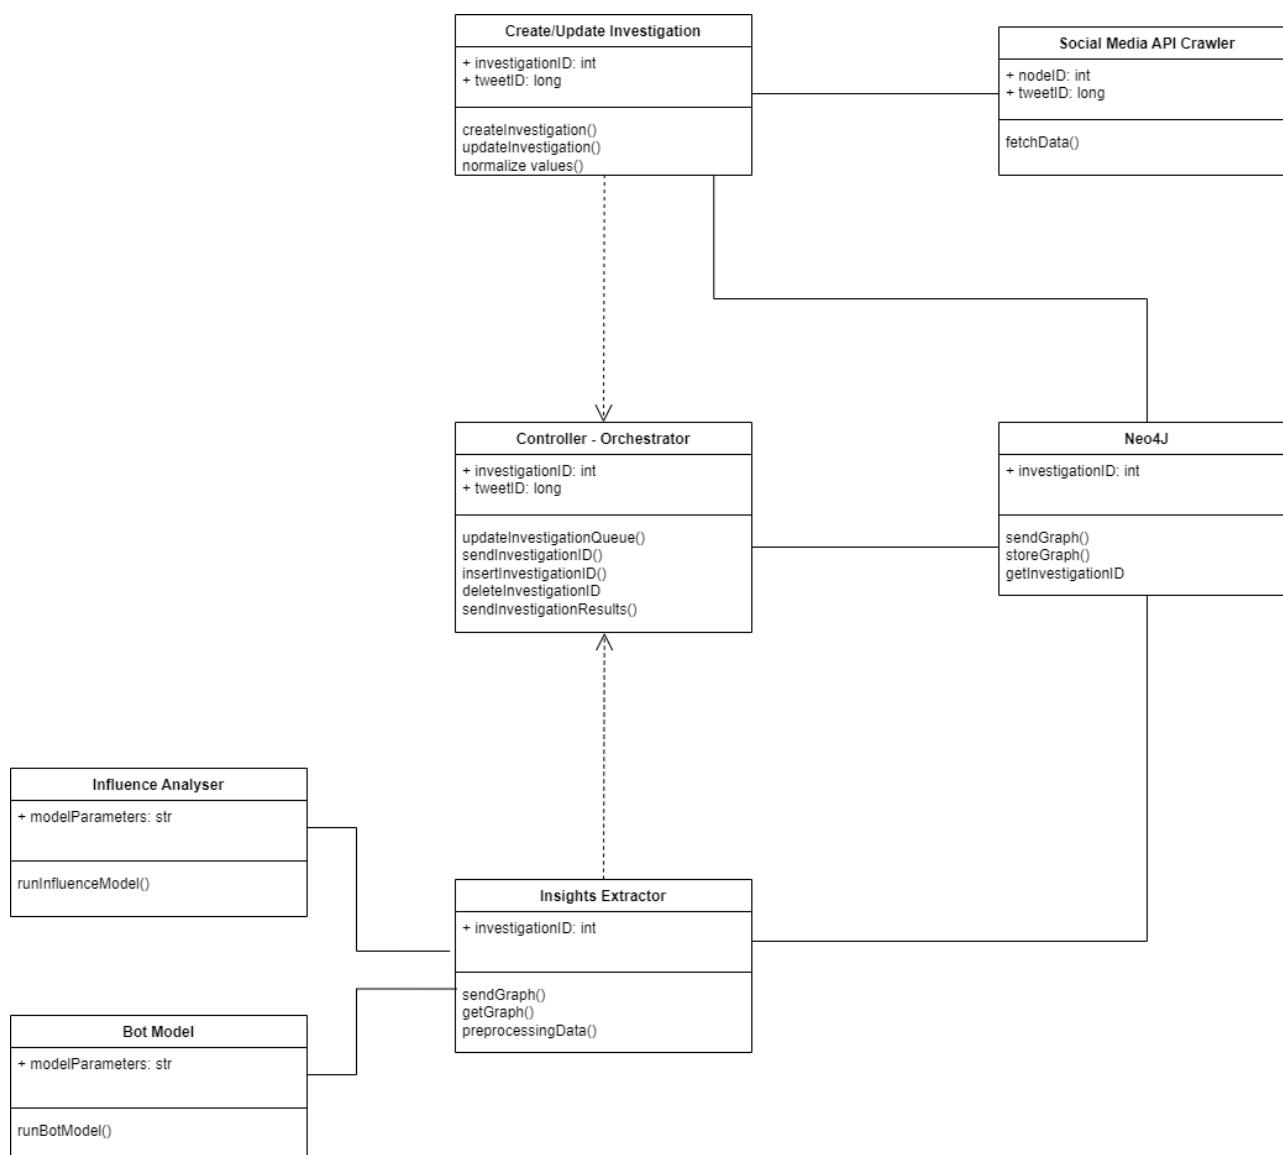 Create/Update Investigation
+ investigationID: int
+ tweetID: long
createInvestigation()
updateInvestigation()
normalize values()
Social Media API Crawler
+ nodeID: int
+ tweetID: long
fetchData()
Controller - Orchestrator
+ investigationID: int
+ tweetID: long
updateInvestigationQueue()
sendInvestigationID()
insertInvestigationID()
deleteInvestigationID
sendInvestigationResults()
Neo4J
+ investigationID: int
sendGraph()
storeGraph()
getInvestigationID
Influence Analyser
+ modelParameters: str
runInfluenceModel()
Insights Extractor
+ investigationID: int
sendGraph()
getGraph()
preprocessingData()
Bot Model
+ modelParameters: str
runBotModel()